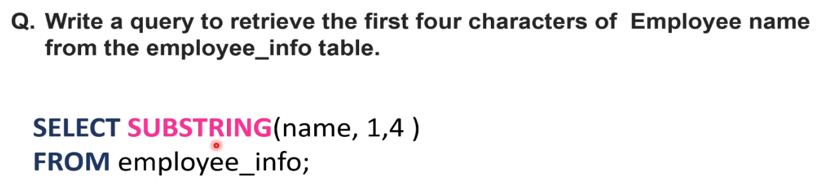 Q. Write a query to retrieve the first four characters of Employee name
from the employee_info table.
SELECT SUBSTRING(name, 1,4 )
FROM employee_info;